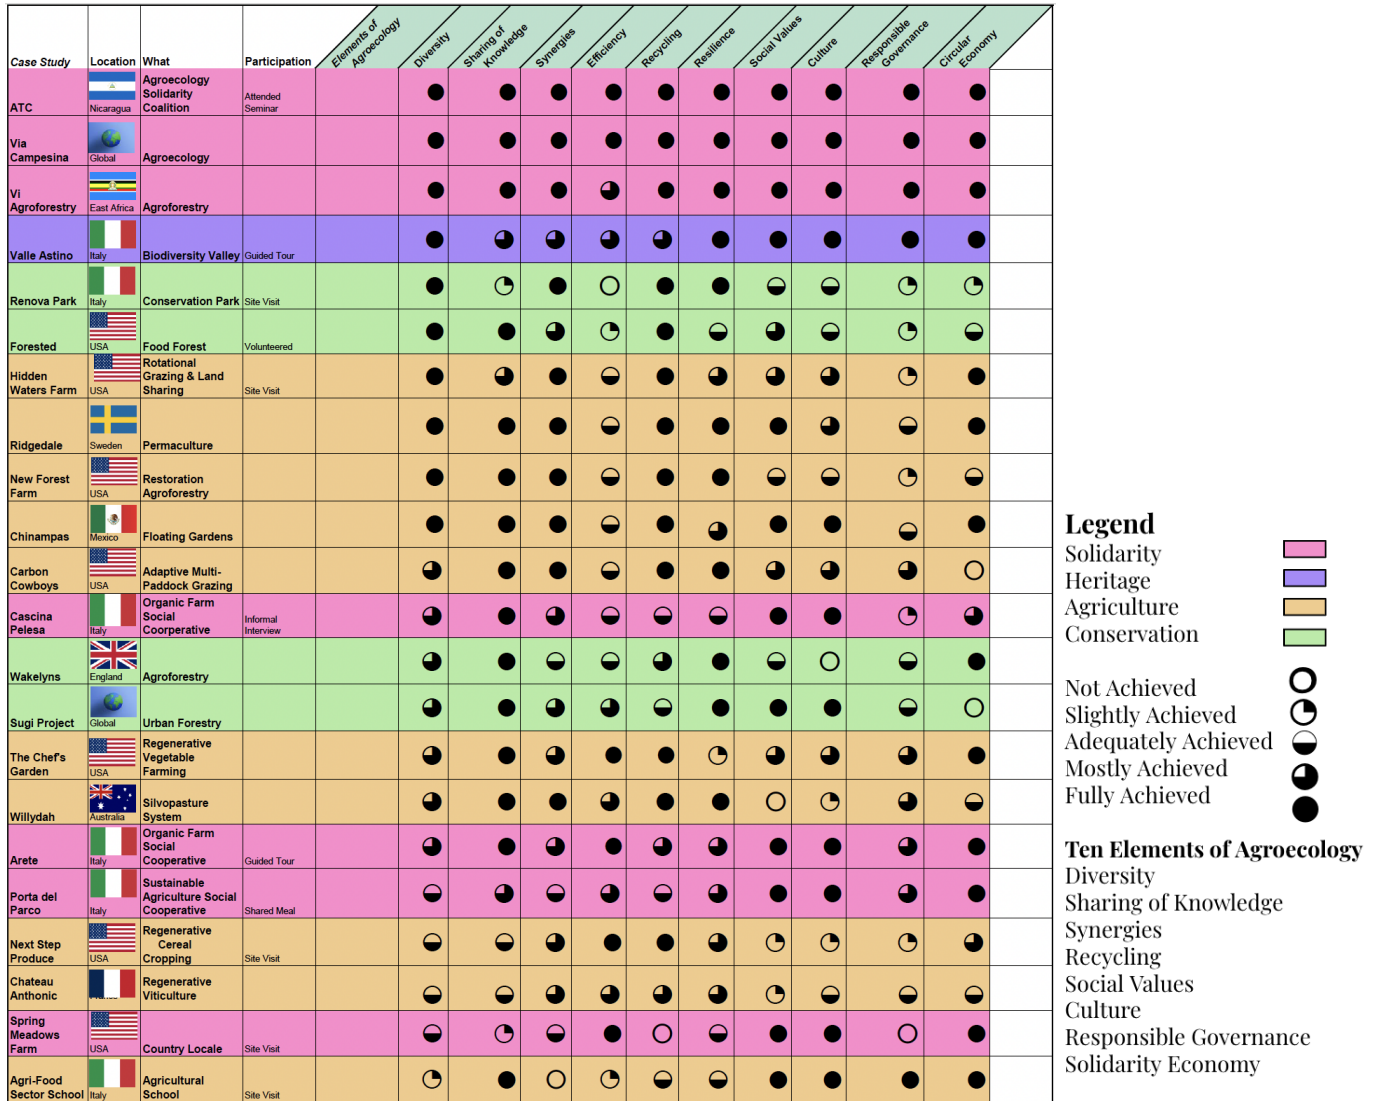 Elements of
Agroecology
Diversity
Sharing of
Knowledge
Synergies
Efficiency
Recycling
Resilience
Social Values
Culture
Responsible
Governance
Circular
Economy
Case Study
Location
What
Participation
ATC
Nicaragua
Agroecology
Solidarity
Coalition
Attended
Seminar
Via
Campesina
Global
Agroecology
Vi
Agroforestry
East Africa
Agroforestry
Valle Astino
Italy
Biodiversity Valley
Guided Tour
Renova Park
Italy
Conservation Park
Site Visit
Forested
USA
Food Forest
Volunteered
Hidden
Waters Farm
USA
Rotational
Grazing & Land
Sharing
Site Visit
Ridgedale
Sweden
Permaculture
New Forest
Farm
USA
Restoration
Agroforestry
Chinampas
Mexico
Floating Gardens
Carbon
Cowboys
USA
Adaptive Multi-
Paddock Grazing
Cascina
Pelesa
Italy
Organic Farm
Social
Coorperative
Informal
Interview
Wakelyns
England
Agroforestry
Sugi Project
Global
Urban Forestry
The Chef's
Garden
USA
Regenerative
Vegetable
Farming
Willydah
Australia
Silvopasture
System
Arete
Italy
Organic Farm
Social
Cooperative
Guided Tour
Porta del
Parco
Italy
Sustainable
Agriculture Social
Cooperative
Shared Meal
Next Step
Produce
USA
Regenerative
Cereal
Cropping
Site Visit
Chateau
Anthonic
Regenerative
Viticulture
Spring
Meadows
Farm
USA
Country Locale
Site Visit
Agri-Food
Sector School
Italy
Agricultural
School
Site Visit
Legend
Solidarity
Heritage
Agriculture
Conservation
Not Achieved
Slightly Achieved
Adequately Achieved
Mostly Achieved
Fully Achieved
Ten Elements of Agroecology
Diversity
Sharing of Knowledge
Synergies
Recycling
Social Values
Culture
Responsible Governance
Solidarity Economy